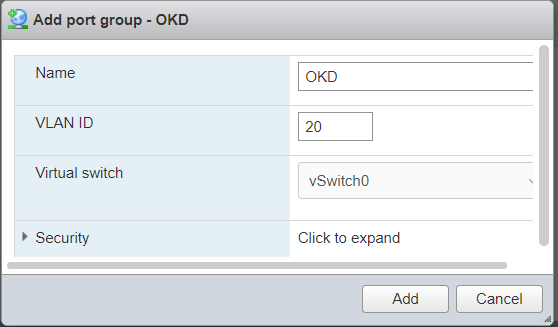 Add port group - OKD
Name
OKD
VLAN ID
20
Virtual switch
vSwitch0
Security
Click to expand
Add
Cancel